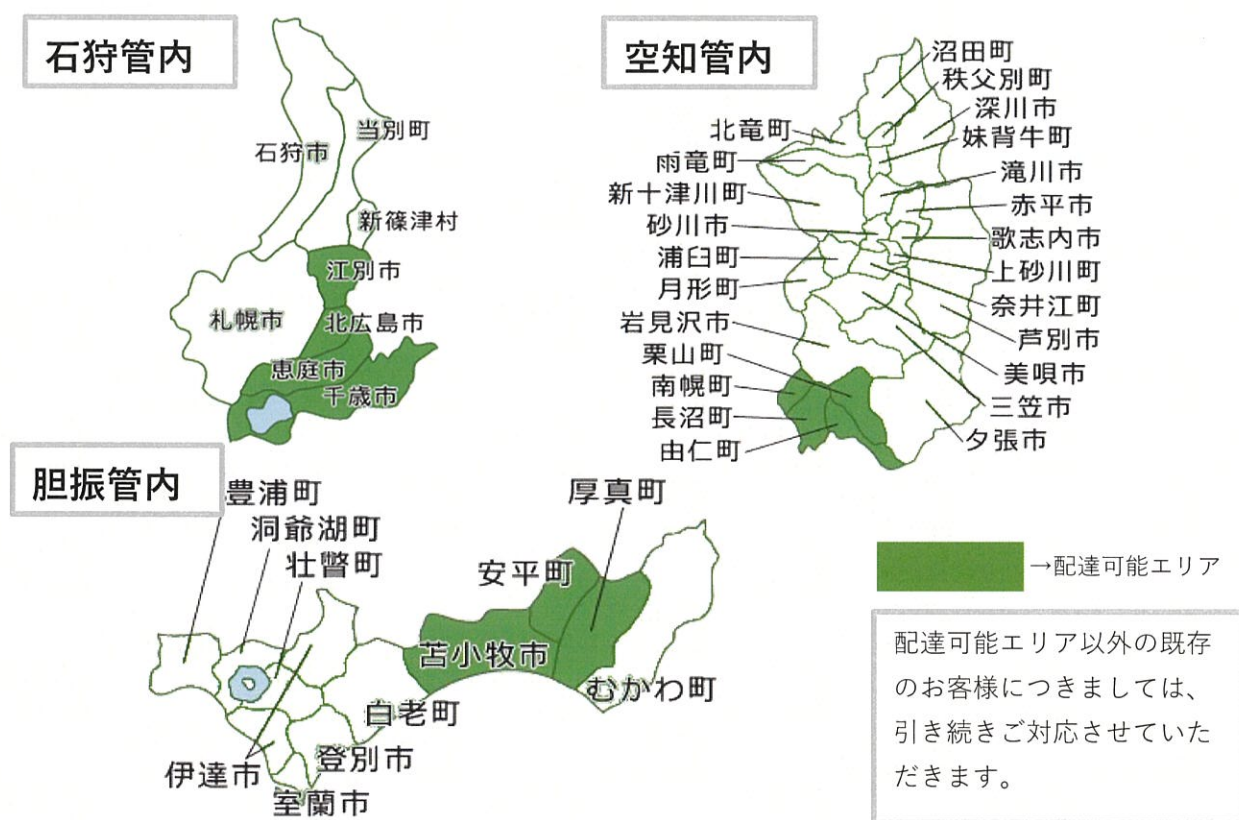 石狩管内
石狩市
当別町
新篠津村
江別市
札幌市
北広島市
恵庭市
千歳市
空知管内
沼田町
秩父別町
深川市
北竜町
妹背牛町
雨竜町
滝川市
新十津川町
赤平市
砂川市
歌志内市
浦臼町
上砂川町
月形町
奈井江町
岩見沢市
芦別市
栗山町
美唄市
南幌町
三笠市
長沼町
夕張市
由仁町
胆振管内
豊浦町
洞爺湖町
壮瞥町
厚真町
安平町
苫小牧市
むかわ町
白老町
登別市
伊達市
室蘭市
→配達可能エリア
配達可能エリア以外の既存
のお客様につきましては、
引き続きご対応させていた
だきます。